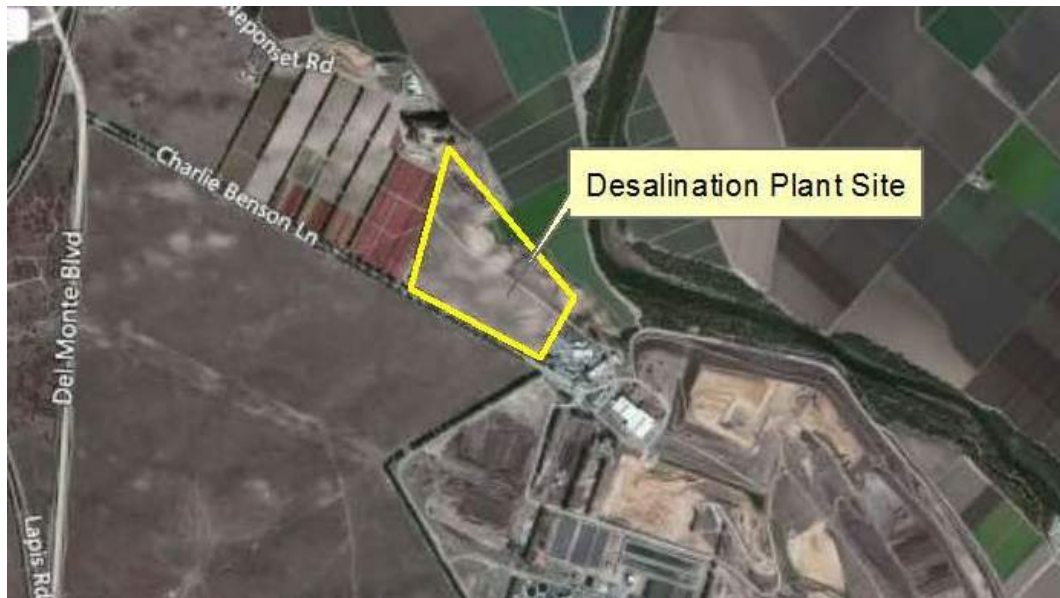 Neponset Rd
Desalination Plant Site
Charlie Benson Ln
Del Monte Blvd
Lapis Rd